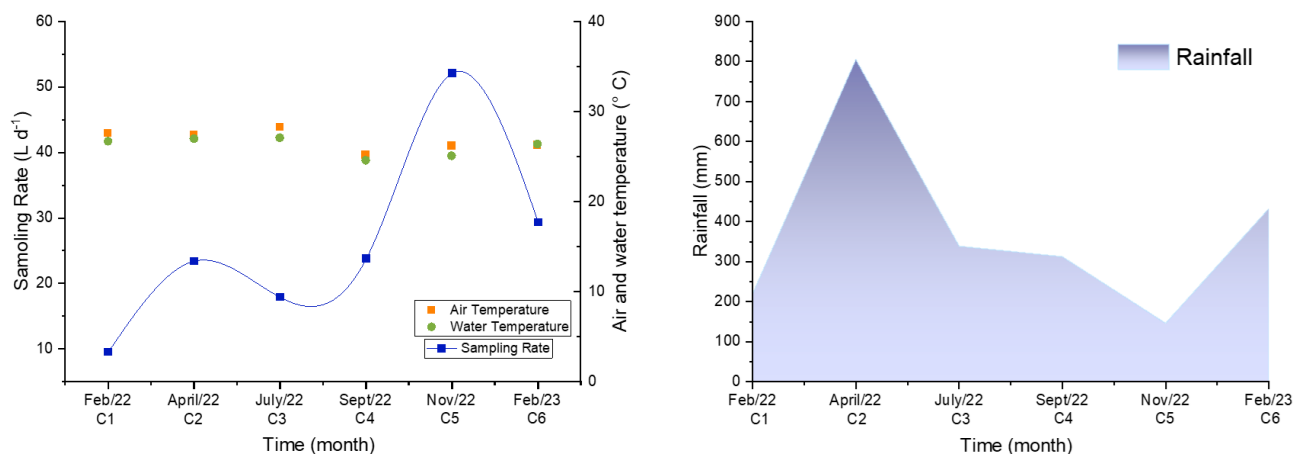 60
50
40
30
20
10
Samoling Rate (L d⁻¹)
40
30
20
10
0
Air and water temperature (° C)
Air Temperature
Water Temperature
Sampling Rate
Feb/22 April/22 July/22 Sept/22 Nov/22 Feb/23
C1 C2 C3 C4 C5 C6
Time (month)
900
800
700
600
500
400
300
200
100
0
Rainfall (mm)
Rainfall
Feb/22 April/22 July/22 Sept/22 Nov/22 Feb/23
C1 C2 C3 C4 C5 C6
Time (month)